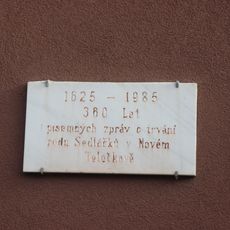 1625 - 1985
360 Let
písemných zpráv o trvání
rodu Sedláčků v Novém
Telečkově